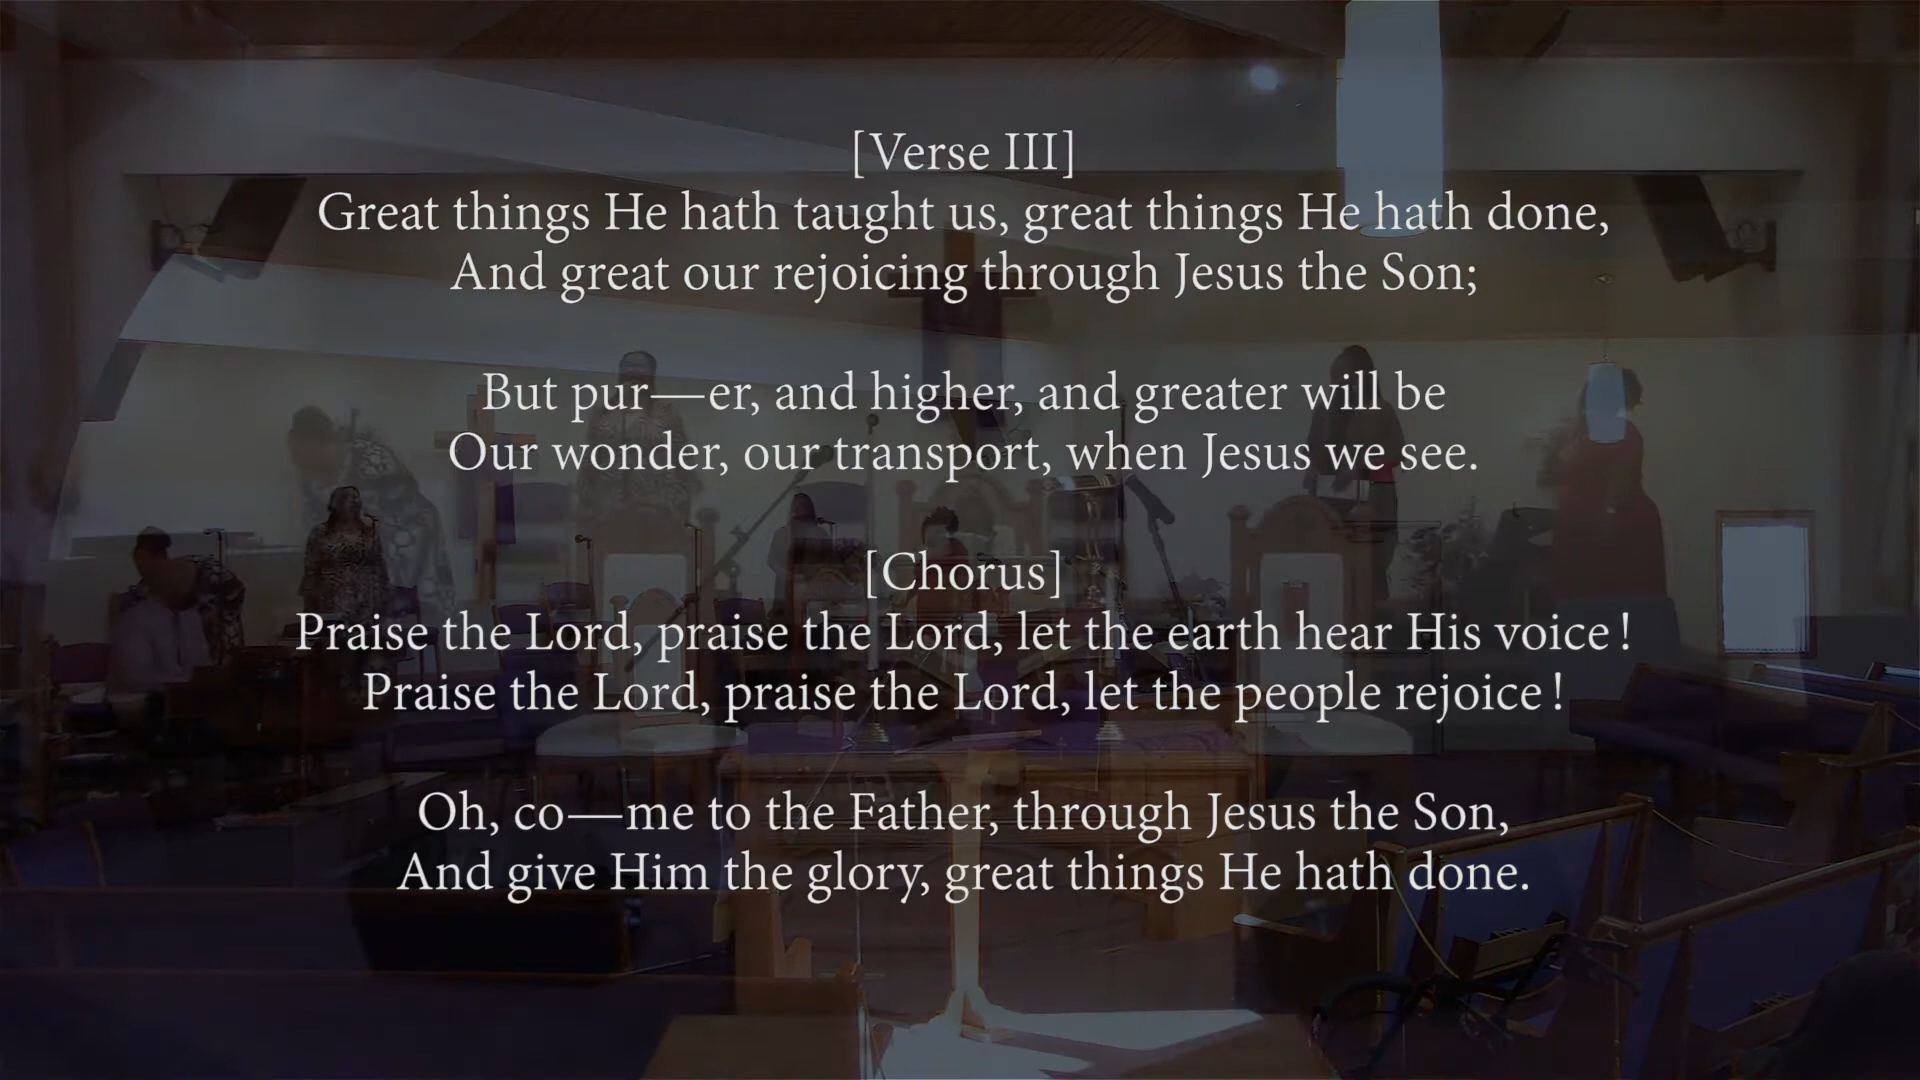 [Verse III]
Great things He hath taught us, great things He hath done,
And great our rejoicing through Jesus the Son;
But pur—er, and higher, and greater will be
Our wonder, our transport, when Jesus we see.
[Chorus]
Praise the Lord, praise the Lord, let the earth hear His voice !
Praise the Lord, praise the Lord, let the people rejoice !
Oh, co—me to the Father, through Jesus the Son,
And give Him the glory, great things He hath done.